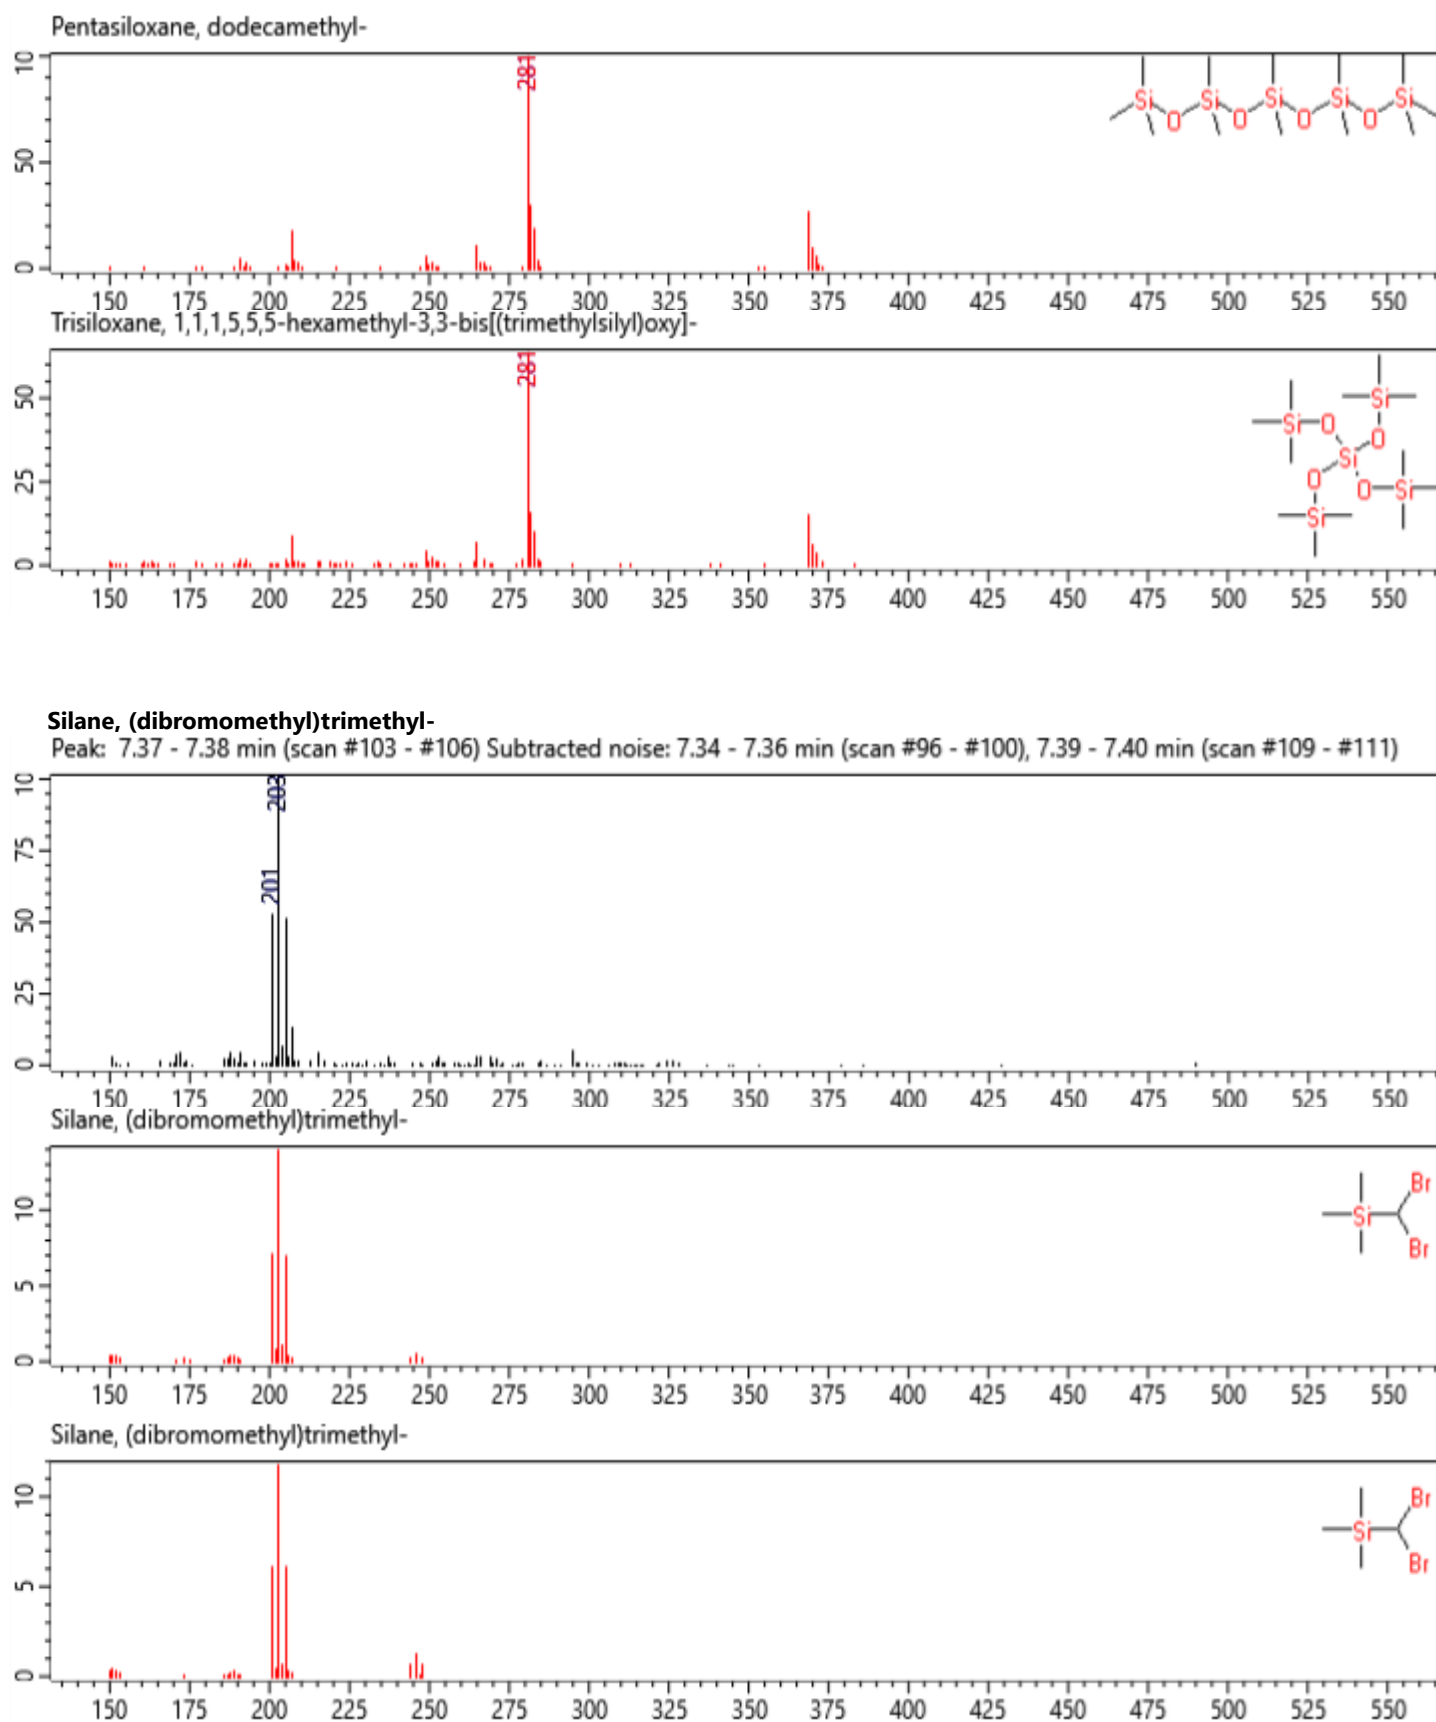 Pentasiloxane, dodecamethyl-
10
50
0
281
Si Si Si Si Si
O O O O
150 175 200 225 250 275 300 325 350 375 400 425 450 475 500 525 550
Trisiloxane, 1,1,1,5,5,5-hexamethyl-3,3-bis[(trimethylsilyl)oxy]-
50
25
0
281
Si
Si O O
Si
O O Si
Si
150 175 200 225 250 275 300 325 350 375 400 425 450 475 500 525 550
Silane, (dibromomethyl)trimethyl-
Peak: 7.37 - 7.38 min (scan #103 - #106) Subtracted noise: 7.34 - 7.36 min (scan #96 - #100), 7.39 - 7.40 min (scan #109 - #111)
10
75
50
25
0
203
201
150 175 200 225 250 275 300 325 350 375 400 425 450 475 500 525 550
Silane, (dibromomethyl)trimethyl-
10
5
0
Br
Si
Br
150 175 200 225 250 275 300 325 350 375 400 425 450 475 500 525 550
Silane, (dibromomethyl)trimethyl-
10
5
0
Br
Si
Br
150 175 200 225 250 275 300 325 350 375 400 425 450 475 500 525 550